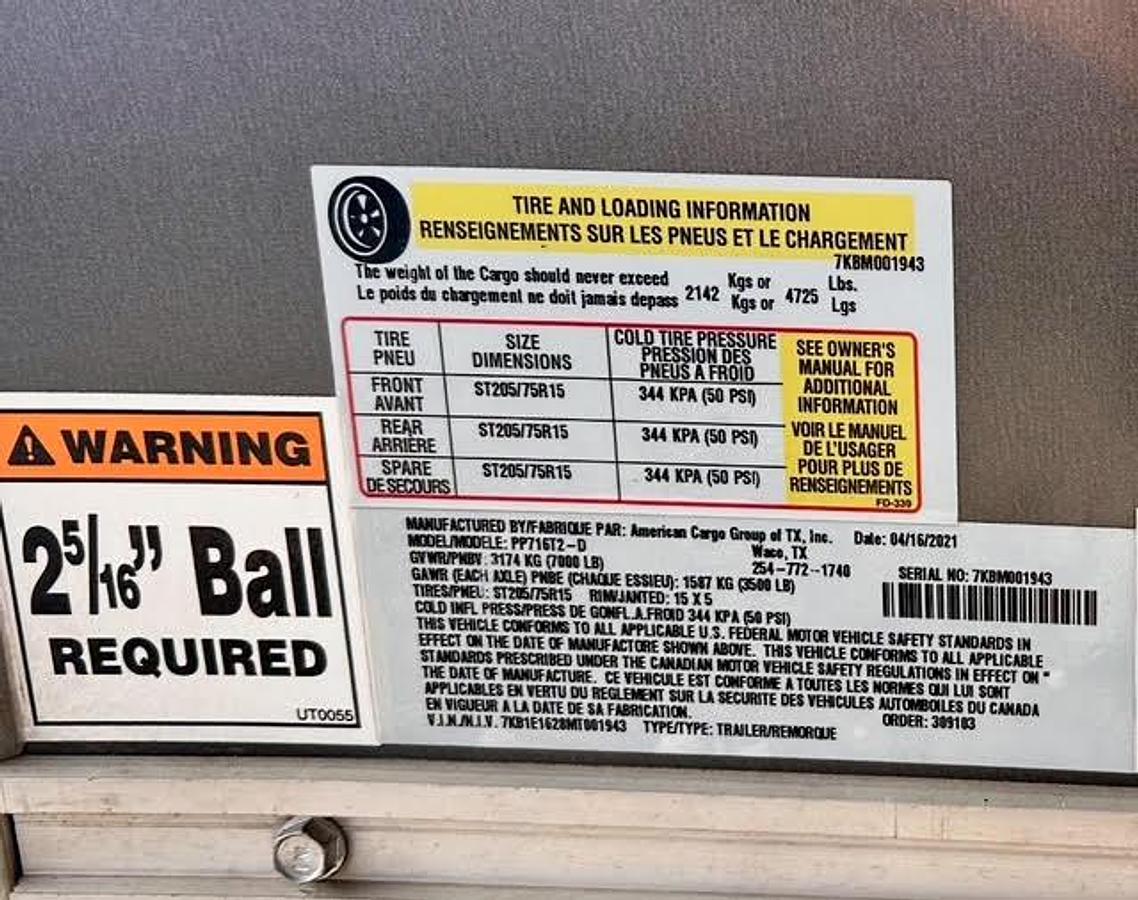 TIRE AND LOADING INFORMATION
RENSEIGNEMENTS SUR LES PNEUS ET LE CHARGEMENT
7KBM001943
The weight of the Cargo should never exceed 2142 Kgs or 4725 Lbs.
Le poids du chargement ne doit jamais depass Kgs or Lgs
TIRE SIZE COLD TIRE PRESSURE
PNEU DIMENSIONS PRESSION DES
PNEUS A FROID
FRONT ST205/75R15 344 KPA (50 PSI)
AVANT
REAR ST205/75R15 344 KPA (50 PSI)
ARRIÈRE
SPARE ST205/75R15 344 KPA (50 PSI)
DE SECOURS
SEE OWNER'S
MANUAL FOR
ADDITIONAL
INFORMATION
VOIR LE MANUEL
DE L'USAGER
POUR PLUS DE
RENSEIGNEMENTS
FD-339
WARNING
2 5/16" Ball
REQUIRED
UT0055
MANUFACTURED BY/FABRIQUE PAR: American Cargo Group of TX, Inc. Date: 04/16/2021
MODEL/MODELE: PP716T2-D Waco, TX
GVWR/PNBV: 3174 KG (7000 LB) 254-772-1740
GAWR (EACH AXLE) PNBE (CHAQUE ESSIEU): 1587 KG (3500 LB)
TIRES/PNEU: ST205/75R15 RIM/JANTED: 15 X 5
COLD INFL PRESS/PRESS DE GONFL.A.FROID 344 KPA (50 PSI)
SERIAL NO: 7KBM001943
THIS VEHICLE CONFORMS TO ALL APPLICABLE U.S. FEDERAL MOTOR VEHICLE SAFETY STANDARDS IN
EFFECT ON THE DATE OF MANUFACTORE SHOWN ABOVE. THIS VEHICLE CONFORMS TO ALL APPLICABLE
STANDARDS PRESCRIBED UNDER THE CANADIAN MOTOR VEHICLE SAFETY REGULATIONS IN EFFECT ON "
THE DATE OF MANUFACTURE. CE VEHICULE EST CONFORME A TOUTES LES NORMES QUI LUI SONT
APPLICABLES EN VERTU DU REGLEMENT SUR LA SECURITE DES VEHICULES AUTOMBOILES DU CANADA
EN VIGUEUR A LA DATE DE SA FABRICATION. ORDER: 309103
V.I.N./N.I.V. 7KB1E1628MT001943 TYPE/TYPE: TRAILER/REMORQUE